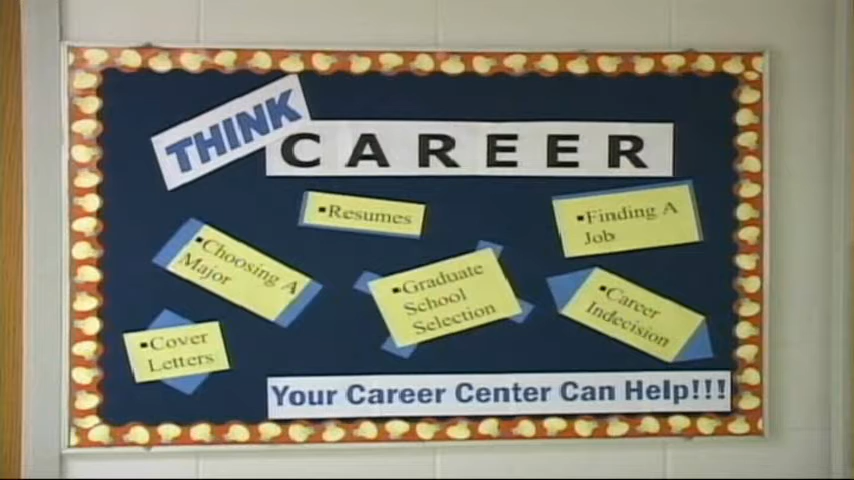 THINK
CAREER
▪Resumes
▪Finding A
Job
▪Choosing A
Major
▪Graduate
School
Selection
▪Career
Indecision
▪Cover
Letters
Your Career Center Can Help!!!